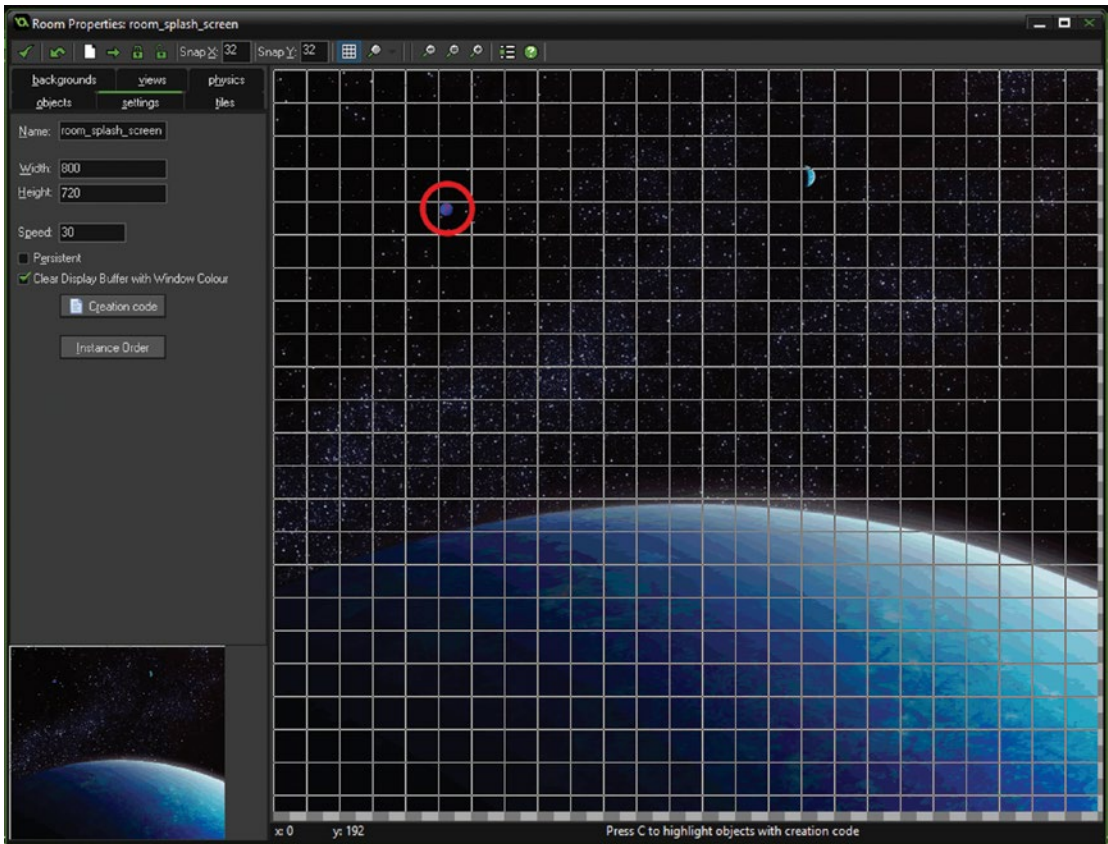 Room Properties: room_splash_screen
Snap X: 32 Snap Y: 32
backgrounds views physics
objects settings tiles
Name: room_splash_screen
Width: 800
Height: 720
Speed: 30
Persistent
Clear Display Buffer with Window Colour
Creation code
Instance Order
x: 0 y: 192 Press C to highlight objects with creation code